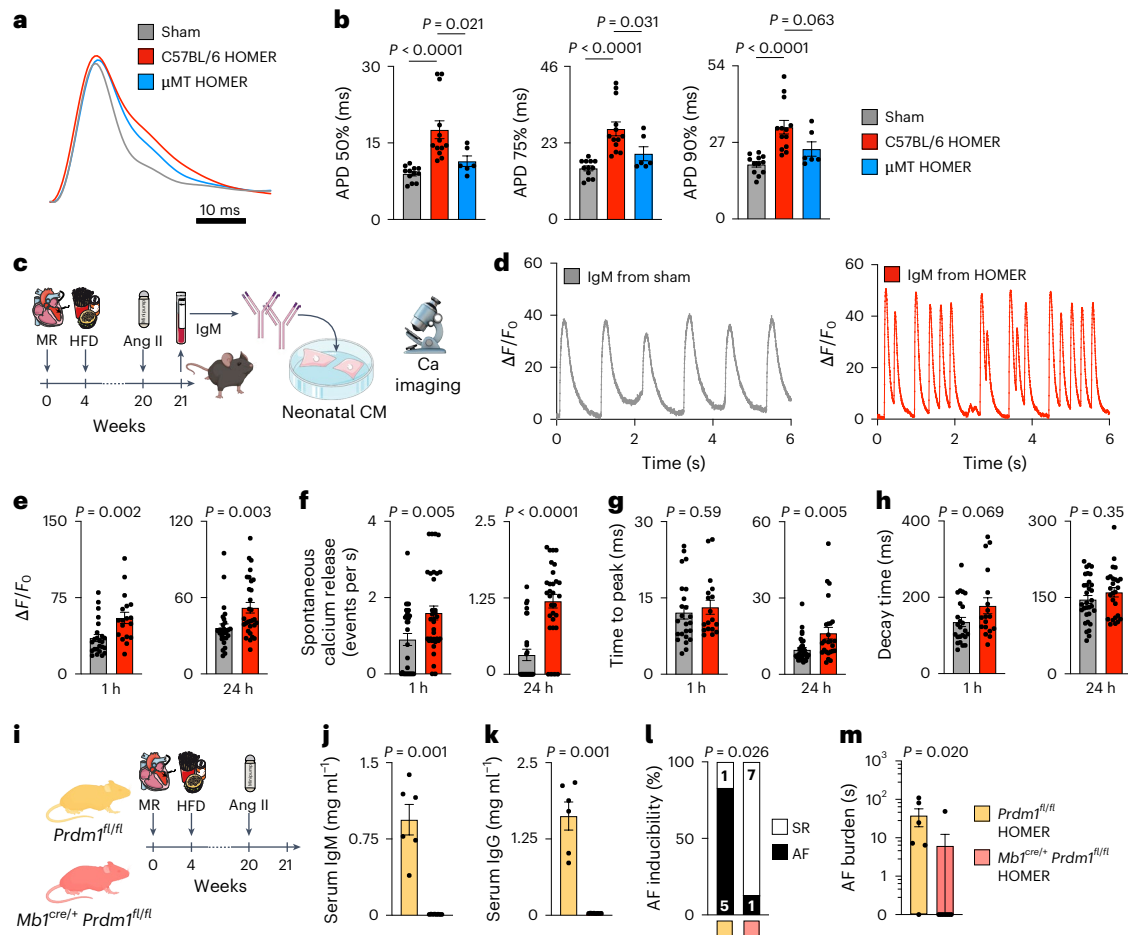 a
Sham
C57BL/6 HOMER
μMT HOMER
10 ms
b
P = 0.021
P < 0.0001
APD 50% (ms)
30
15
0
P = 0.031
P < 0.0001
APD 75% (ms)
46
23
0
P = 0.063
P < 0.0001
APD 90% (ms)
54
27
0
Sham
C57BL/6 HOMER
μMT HOMER
c
MR
HFD
Ang II
IgM
0
4
20
21
Weeks
Neonatal CM
Ca
imaging
d
IgM from sham
ΔF/F0
60
40
20
0
0
2
4
6
Time (s)
IgM from HOMER
ΔF/F0
60
40
20
0
0
2
4
6
Time (s)
e
P = 0.002
ΔF/F0
150
75
0
1 h
P = 0.003
120
60
0
24 h
f
P = 0.005
Spontaneous
calcium release
(events per s)
4
2
0
1 h
P < 0.0001
2.5
1.25
0
24 h
g
P = 0.59
Time to peak (ms)
30
15
0
1 h
P = 0.005
60
30
0
24 h
h
P = 0.069
Decay time (ms)
400
200
0
1 h
P = 0.35
300
150
0
24 h
i
Prdm1fl/fl
Mb1cre/+ Prdm1fl/fl
MR
HFD
Ang II
0
4
20
21
Weeks
j
P = 0.001
Serum IgM (mg ml−1)
1.5
0.75
0
k
P = 0.001
Serum IgG (mg ml−1)
2.5
1.25
0
l
P = 0.026
AF inducibility (%)
100
50
0
1
7
5
1
SR
AF
m
P = 0.020
AF burden (s)
103
102
10
10
0
Prdm1fl/fl
HOMER
Mb1cre/+ Prdm1fl/fl
HOMER